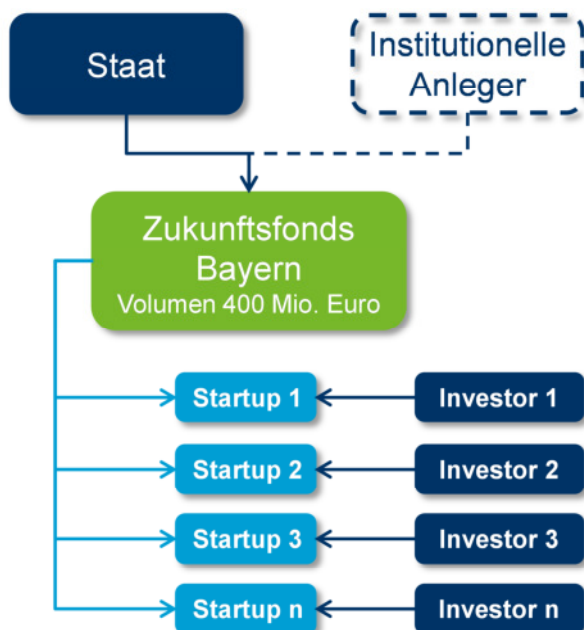 Staat
Institutionelle
Anleger
Zukunftsfonds
Bayern
Volumen 400 Mio. Euro
Startup 1
Investor 1
Startup 2
Investor 2
Startup 3
Investor 3
Startup n
Investor n